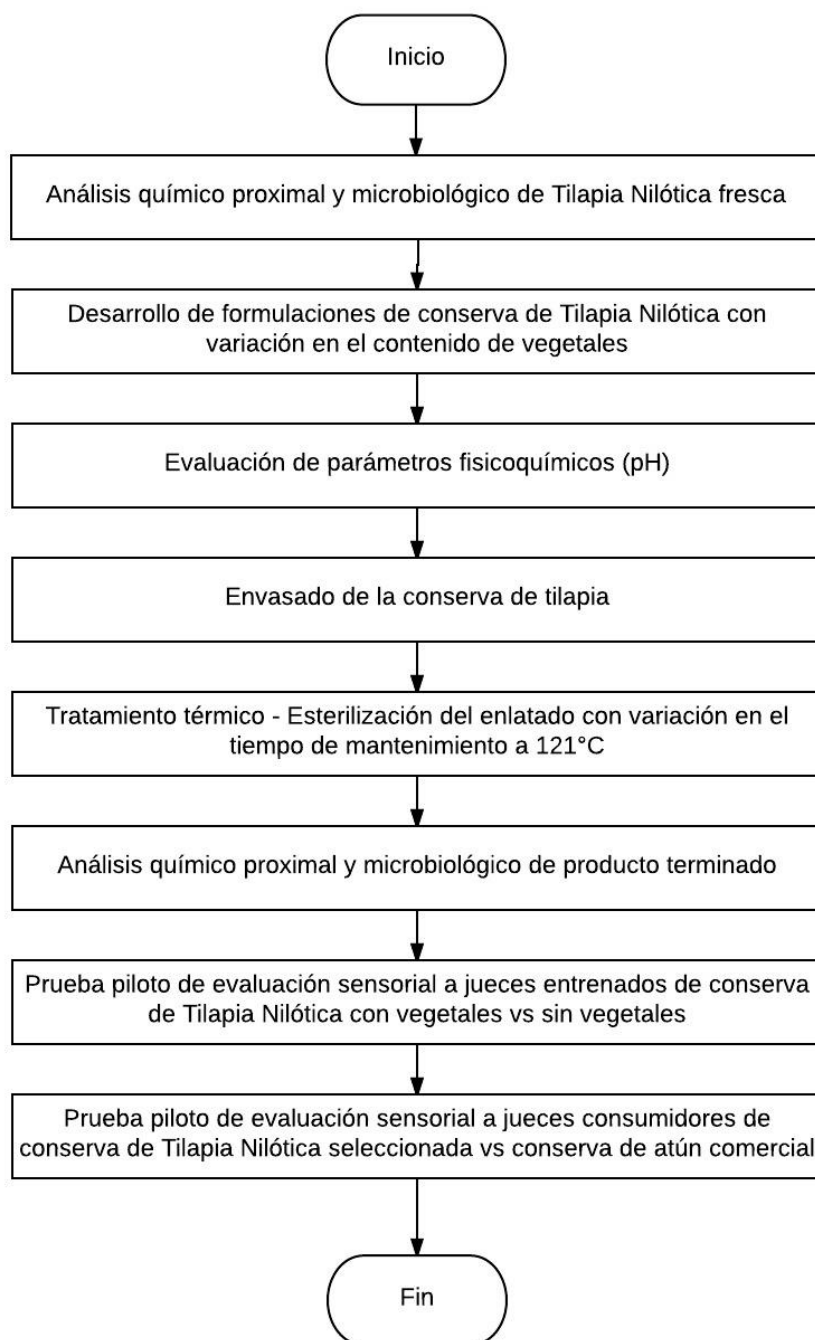 Inicio
Análisis químico proximal y microbiológico de Tilapia Nilótica fresca
Desarrollo de formulaciones de conserva de Tilapia Nilótica con
variación en el contenido de vegetales
Evaluación de parámetros fisicoquímicos (pH)
Envasado de la conserva de tilapia
Tratamiento térmico - Esterilización del enlatado con variación en el
tiempo de mantenimiento a 121°C
Análisis químico proximal y microbiológico de producto terminado
Prueba piloto de evaluación sensorial a jueces entrenados de conserva
de Tilapia Nilótica con vegetales vs sin vegetales
Prueba piloto de evaluación sensorial a jueces consumidores de
conserva de Tilapia Nilótica seleccionada vs conserva de atún comercial
Fin